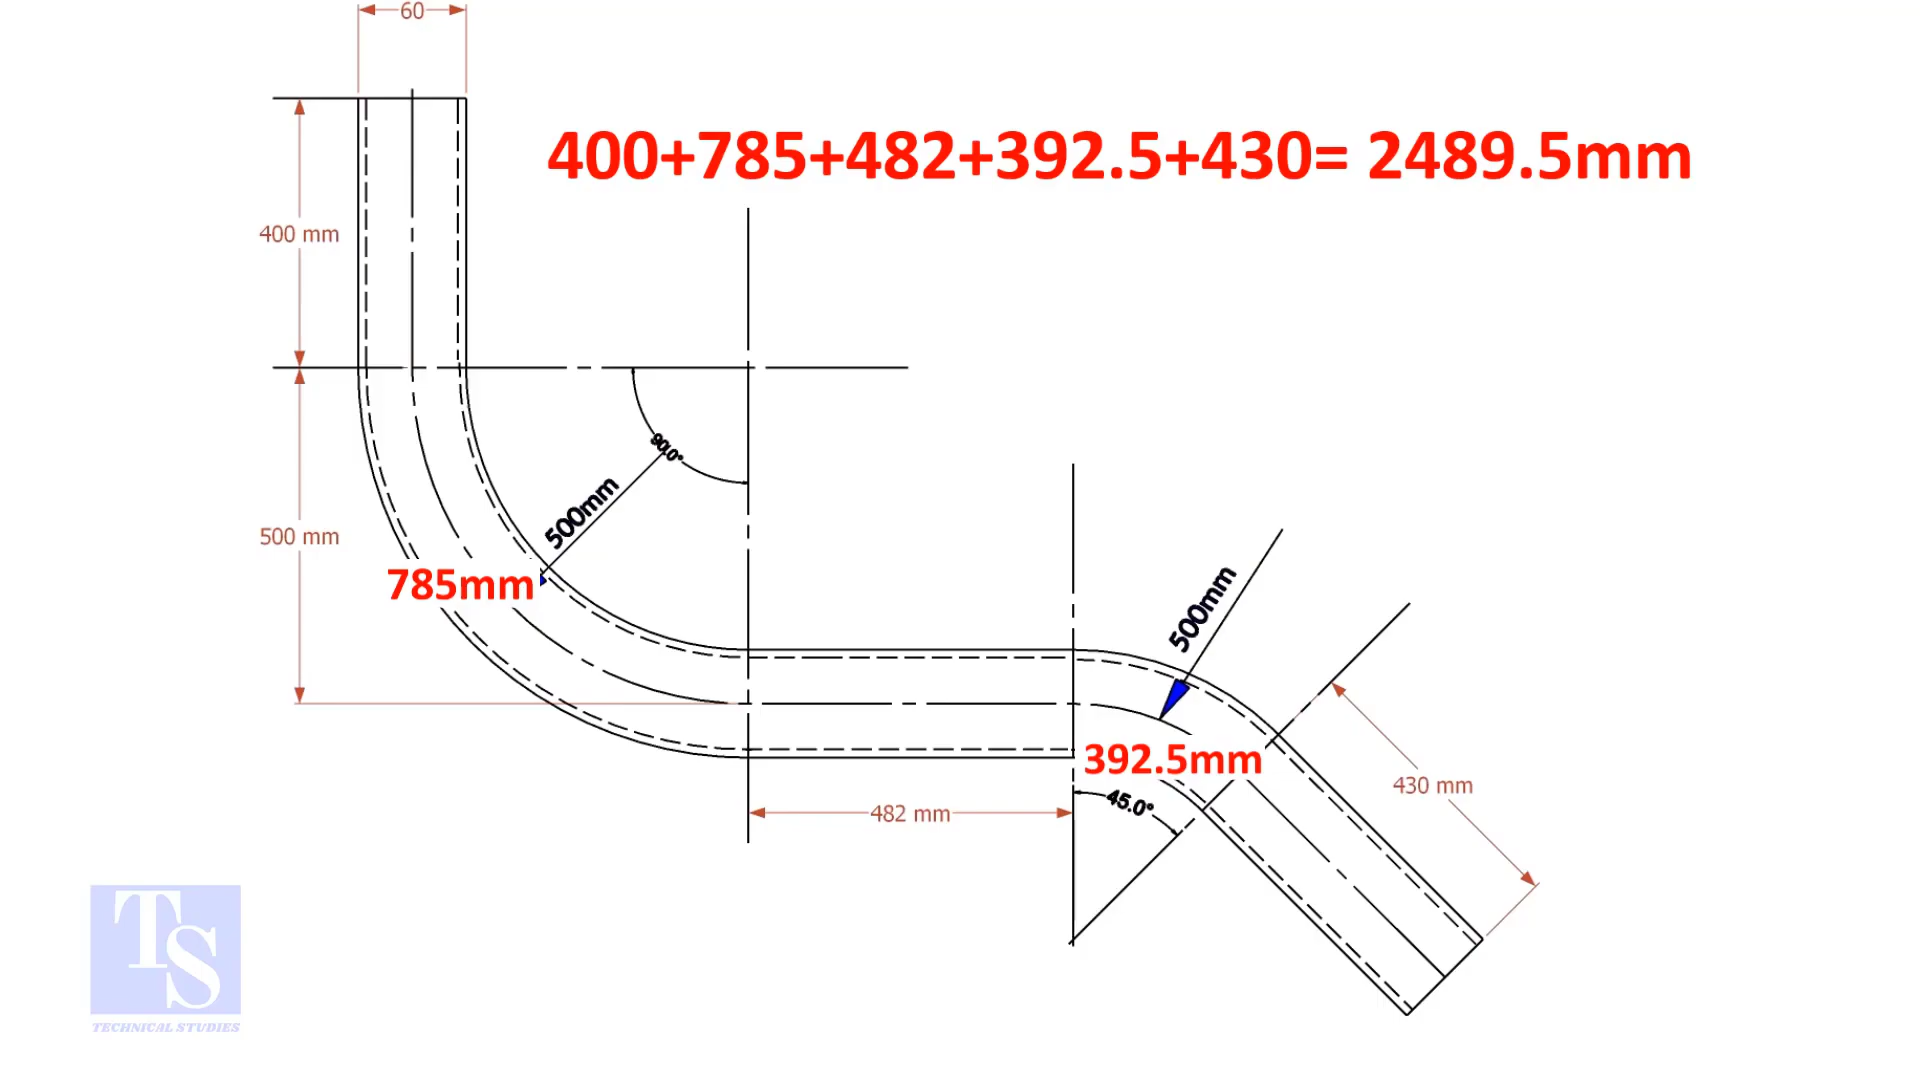 60
400+785+482+392.5+430= 2489.5mm
400 mm
90.0°
500mm
500 mm
785mm
500mm
392.5mm
430 mm
45.0°
482 mm
TS
TECHNICAL STUDIES